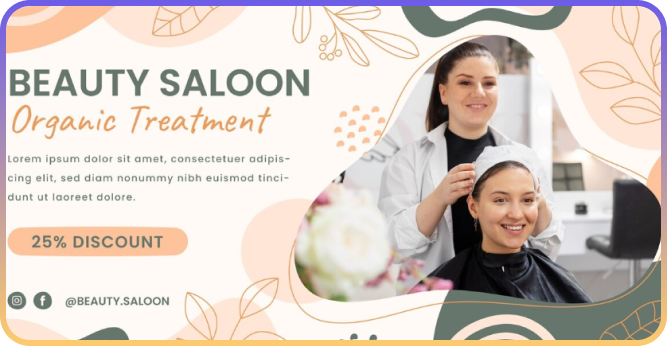 BEAUTY SALOON
Organic Treatment
Lorem ipsum dolor sit amet, consectetuer adipis-
cing elit, sed diam nonummy nibh euismod tinci-
dunt ut laoreet dolore.
25% DISCOUNT
@BEAUTY.SALOON